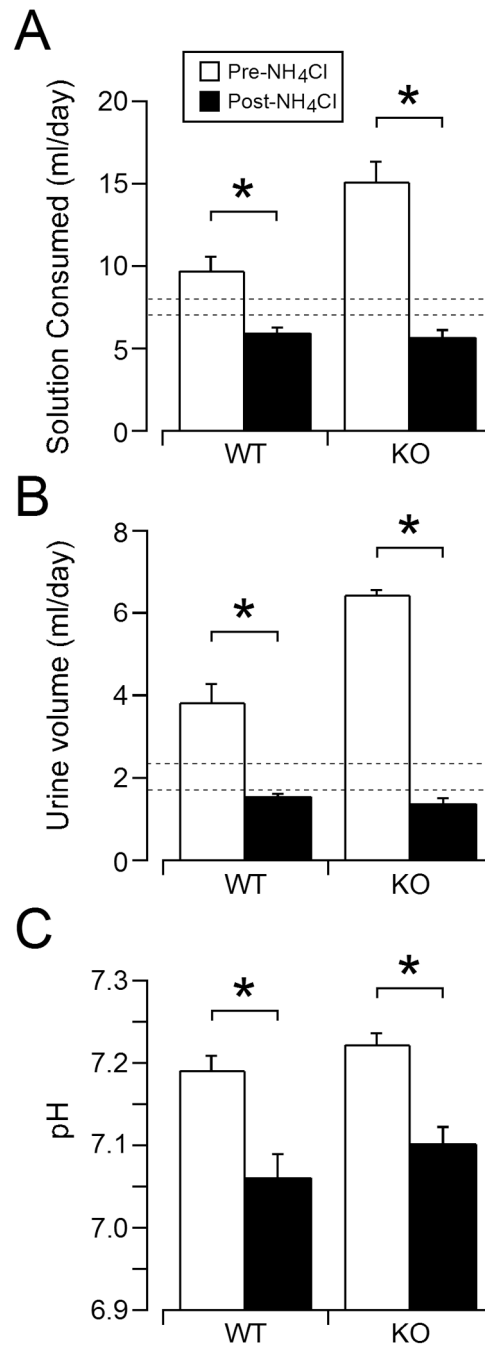 A
Pre-NH₄Cl
Post-NH₄Cl
Solution Consumed (ml/day)
20
15
10
5
0
*
*
WT
KO
B
Urine volume (ml/day)
8
6
4
2
0
*
*
WT
KO
C
pH
7.3
7.2
7.1
7.0
6.9
*
*
WT
KO